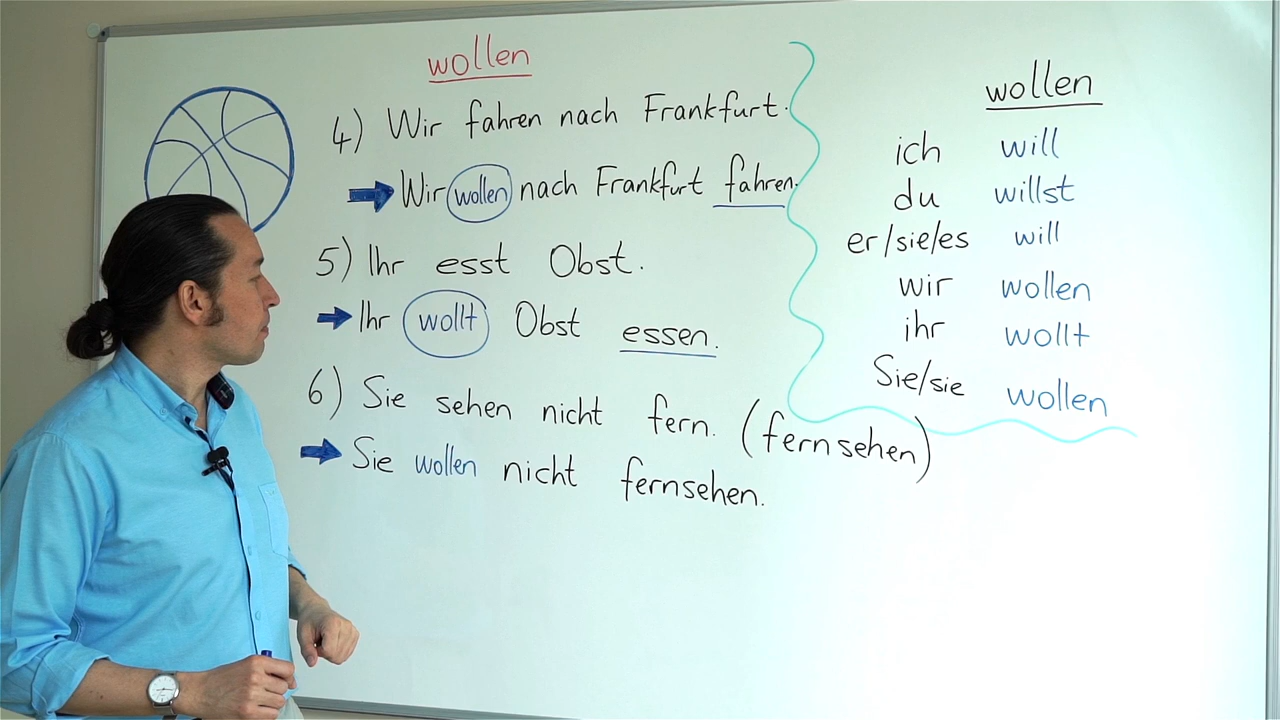 wollen
4) Wir fahren nach Frankfurt.
Wir wollen nach Frankfurt fahren.
5) Ihr esst Obst.
Ihr wollt Obst essen.
6) Sie sehen nicht fern. (fernsehen)
Sie wollen nicht fernsehen.
wollen
ich will
du willst
er/sie/es will
wir wollen
ihr wollt
Sie/sie wollen